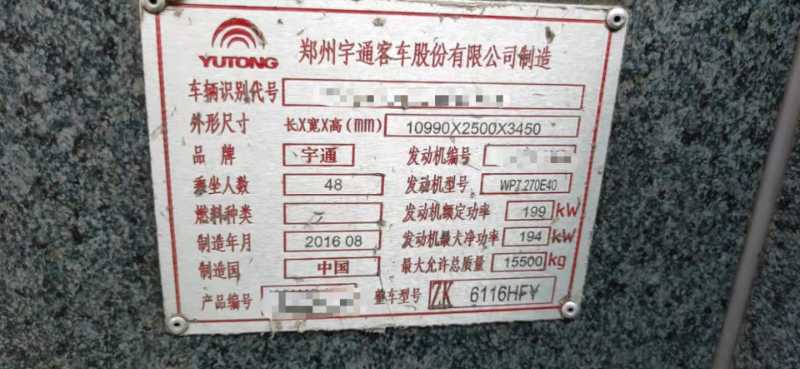 YUTONG 郑州宇通客车股份有限公司制造
车辆识别代号
外形尺寸 长X宽X高(mm) 10990X2500X3450
品牌 宇通 发动机编号
乘坐人数 48 发动机型号 WP7.270E40
燃料种类 发动机额定功率 199 kW
制造年月 2016 08 发动机最大净功率 194 kW
制造国 中国 最大允许总质量 15500 kg
产品编号 整车型号 ZK 6116HFY